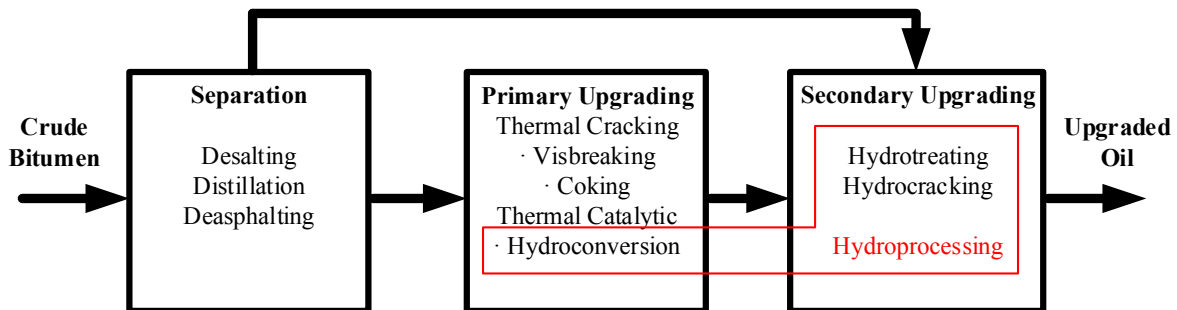 Crude
Bitumen
Separation
Desalting
Distillation
Deasphalting
Primary Upgrading
Thermal Cracking
· Visbreaking
· Coking
Thermal Catalytic
· Hydroconversion
Secondary Upgrading
Hydrotreating
Hydrocracking
Hydroprocessing
Upgraded
Oil